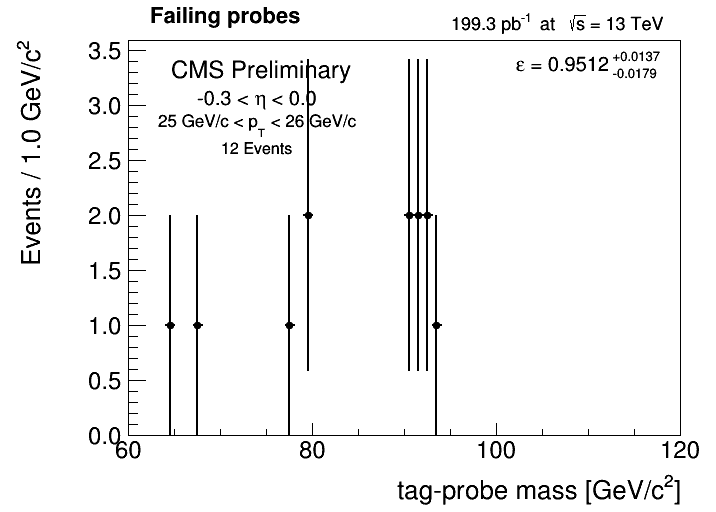 Failing probes
199.3 pb⁻¹ at √s = 13 TeV
CMS Preliminary
-0.3 < η < 0.0
25 GeV/c < p_T < 26 GeV/c
12 Events
ε = 0.9512 +0.0137 -0.0179
Events / 1.0 GeV/c²
3.5
3.0
2.5
2.0
1.5
1.0
0.5
0.0
60 80 100 120
tag-probe mass [GeV/c²]